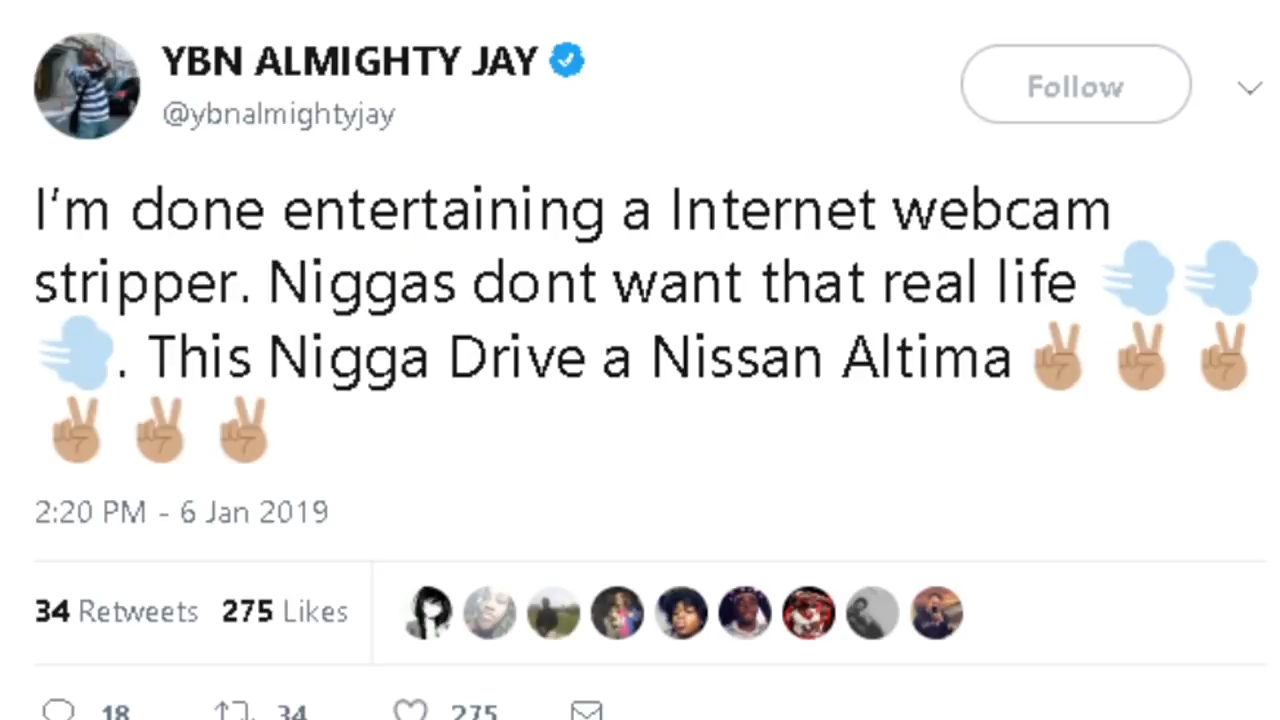 YBN ALMIGHTY JAY
@ybnalmightyjay
Follow
I'm done entertaining a Internet webcam
stripper. Niggas dont want that real life 💨💨
💨. This Nigga Drive a Nissan Altima ✌🏽✌🏽✌🏽
✌🏽✌🏽✌🏽
2:20 PM - 6 Jan 2019
34 Retweets 275 Likes
18 34 275